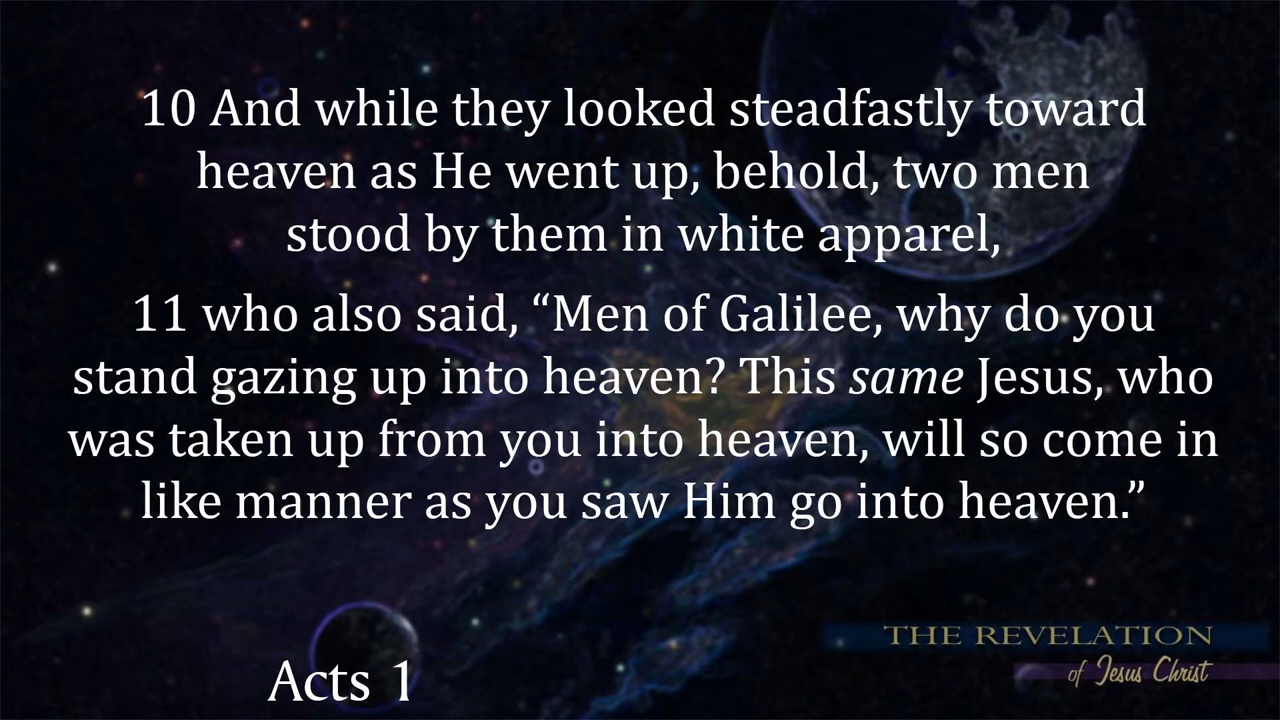 10 And while they looked steadfastly toward
heaven as He went up, behold, two men
stood by them in white apparel,
11 who also said, “Men of Galilee, why do you
stand gazing up into heaven? This same Jesus, who
was taken up from you into heaven, will so come in
like manner as you saw Him go into heaven.”
THE REVELATION
of Jesus Christ
Acts 1